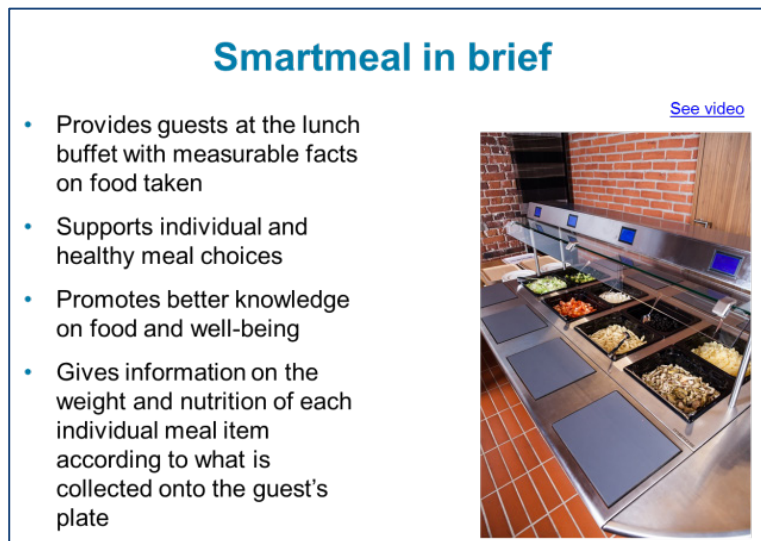 Smartmeal in brief
See video
• Provides guests at the lunch
buffet with measurable facts
on food taken
• Supports individual and
healthy meal choices
• Promotes better knowledge
on food and well-being
• Gives information on the
weight and nutrition of each
individual meal item
according to what is
collected onto the guest’s
plate